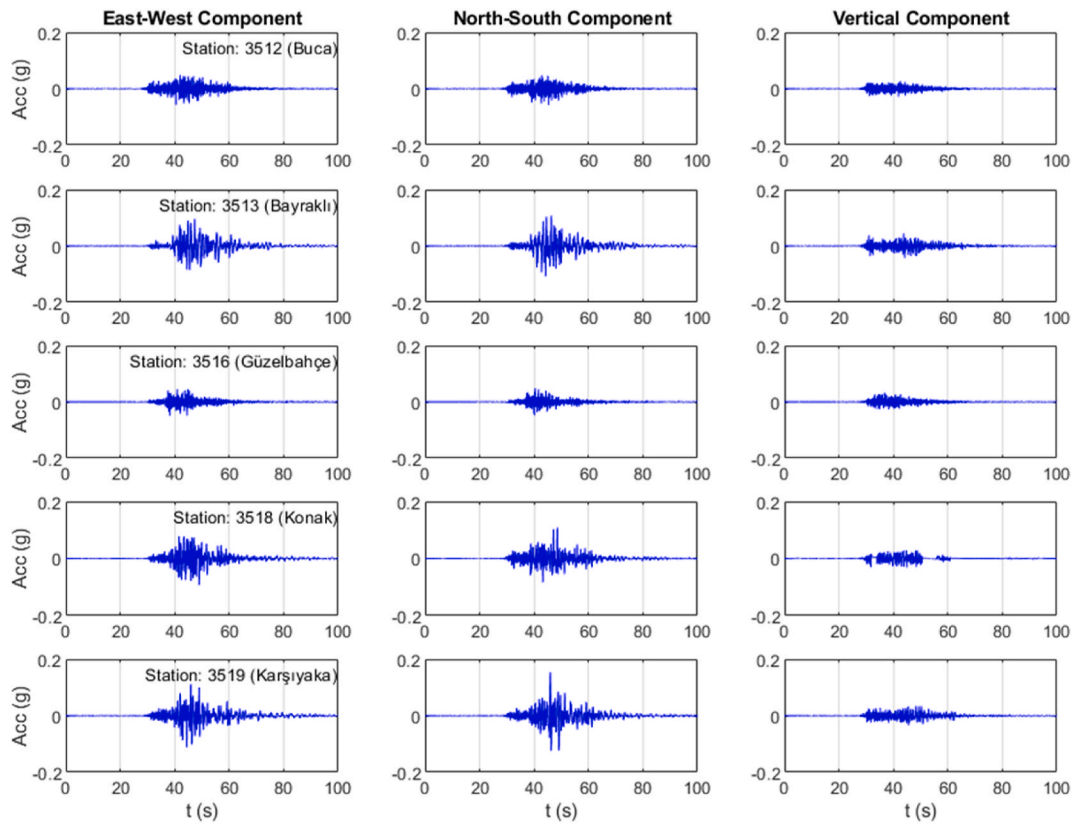 East-West Component North-South Component Vertical Component
0.2 Station: 3512 (Buca) 0.2 0.2
Acc (g) 0 0 0
-0.2 -0.2 -0.2
0 20 40 60 80 100 0 20 40 60 80 100 0 20 40 60 80 100
0.2 Station: 3513 (Bayraklı) 0.2 0.2
Acc (g) 0 0 0
-0.2 -0.2 -0.2
0 20 40 60 80 100 0 20 40 60 80 100 0 20 40 60 80 100
0.2 Station: 3516 (Güzelbahçe) 0.2 0.2
Acc (g) 0 0 0
-0.2 -0.2 -0.2
0 20 40 60 80 100 0 20 40 60 80 100 0 20 40 60 80 100
0.2 Station: 3518 (Konak) 0.2 0.2
Acc (g) 0 0 0
-0.2 -0.2 -0.2
0 20 40 60 80 100 0 20 40 60 80 100 0 20 40 60 80 100
0.2 Station: 3519 (Karşıyaka) 0.2 0.2
Acc (g) 0 0 0
-0.2 -0.2 -0.2
0 20 40 60 80 100 0 20 40 60 80 100 0 20 40 60 80 100
t (s) t (s) t (s)